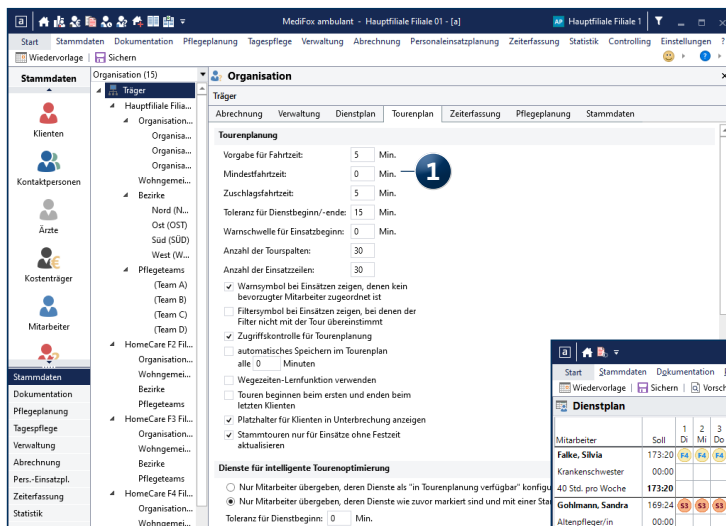 a
MediFox ambulant - Hauptfiliale Filiale 01 - [a]
AP Hauptfiliale Filiale 1
Start Stammdaten Dokumentation Pflegeplanung Tagespflege Verwaltung Abrechnung Personaleinsatzplanung Zeiterfassung Statistik Controlling Einstellungen ?
Wiedervorlage Sichern
Stammdaten
Klienten
Kontaktpersonen
Ärzte
Kostenträger
Mitarbeiter
Stammdaten
Dokumentation
Pflegeplanung
Tagespflege
Verwaltung
Abrechnung
Pers.-Einsatzpl.
Zeiterfassung
Statistik
Organisation (15)
Träger
Hauptfiliale Filia...
Organisation...
Organisa...
Organisa...
Organisa...
Wohngemei...
Bezirke
Nord (N...
Ost (OST)
Süd (SÜD)
West (W...
Pflegeteams
(Team A)
(Team B)
(Team C)
(Team D)
HomeCare F2 Fil...
Organisation...
Wohngemei...
Bezirke
Pflegeteams
HomeCare F3 Fil...
Organisation...
Wohngemei...
Bezirke
Pflegeteams
HomeCare F4 Fil...
Organisation...
Wohngemei...
Organisation
Träger
Abrechnung Verwaltung Dienstplan Tourenplan Zeiterfassung Pflegeplanung Stammdaten
Tourenplanung
Vorgabe für Fahrtzeit: 5 Min.
Mindestfahrtzeit: 0 Min.
1
Zuschlagsfahrtzeit: 5 Min.
Toleranz für Dienstbeginn/-ende: 15 Min.
Warnschwelle für Einsatzbeginn: 0 Min.
Anzahl der Tourspalten: 30
Anzahl der Einsatzzeilen: 30
Warnsymbol bei Einsätzen zeigen, denen kein
bevorzugter Mitarbeiter zugeordnet ist
Filtersymbol bei Einsätzen zeigen, bei denen der
Filter nicht mit der Tour übereinstimmt
Zugriffskontrolle für Tourenplanung
automatisches Speichern im Tourenplan
alle 0 Minuten
Wegezeiten-Lernfunktion verwenden
Touren beginnen beim ersten und enden beim
letzten Klienten
Platzhalter für Klienten in Unterbrechung anzeigen
Stammtouren nur für Einsätze ohne Festzeit
aktualisieren
Dienste für intelligente Tourenoptimierung
Nur Mitarbeiter übergeben, deren Dienste als "in Tourenplanung verfügbar" konfigu
Nur Mitarbeiter übergeben, deren Dienste wie zuvor markiert sind und mit einer Star
Toleranz für Dienstbeginn: 0 Min.
a
Start Stammdaten Dokumentation
Wiedervorlage Sichern Vorsch
Dienstplan
1 2 3
Mitarbeiter Soll Di Mi Do
Falke, Silvia 173:20 F4 F4 F4
Krankenschwester 00:00
40 Std. pro Woche 173:20
Gohlmann, Sandra 169:24 S3 S3 S3
Altenpfleger/in 00:00